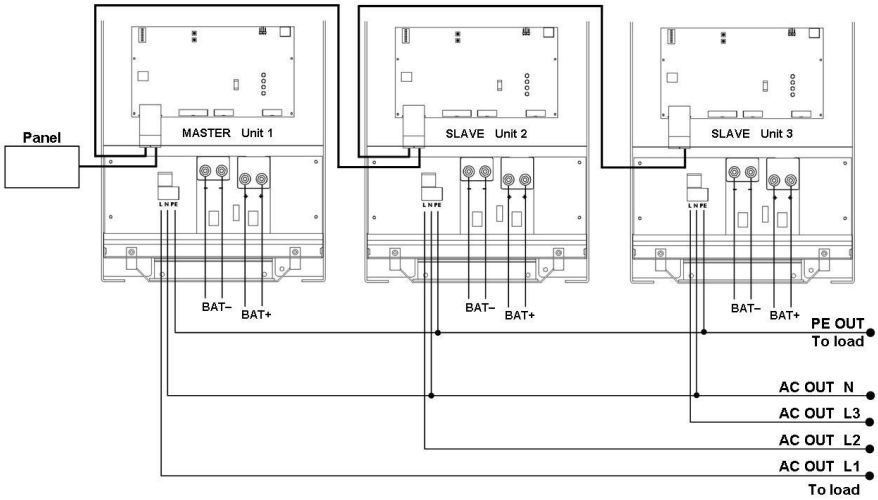 MASTER Unit 1
SLAVE Unit 2
SLAVE Unit 3
Panel
L N PE
L N PE
L N PE
BAT–
BAT+
BAT–
BAT+
BAT–
BAT+
PE OUT
To load
AC OUT N
AC OUT L3
AC OUT L2
AC OUT L1
To load